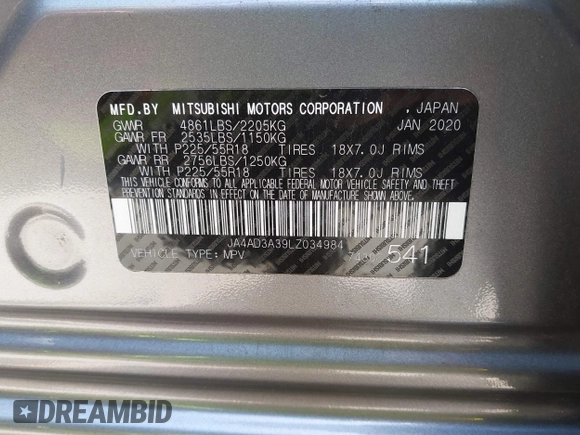 MFD.BY MITSUBISHI MOTORS CORPORATION , JAPAN
GVWR 4861LBS/2205KG JAN 2020
GAWR FR 2535LBS/1150KG
WITH P225/55R18 TIRES 18X7.0J RIMS
GAWR RR 2756LBS/1250KG
WITH P225/55R18 TIRES 18X7.0J RIMS
THIS VEHICLE CONFORMS TO ALL APPLICABLE FEDERAL MOTOR VEHICLE SAFETY AND THEFT
PREVENTION STANDARDS IN EFFECT ON THE DATE OF MANUFACTURE SHOWN ABOVE.
JA4AD3A39LZ034984
VEHICLE TYPE: MPV 541
DREAMBID